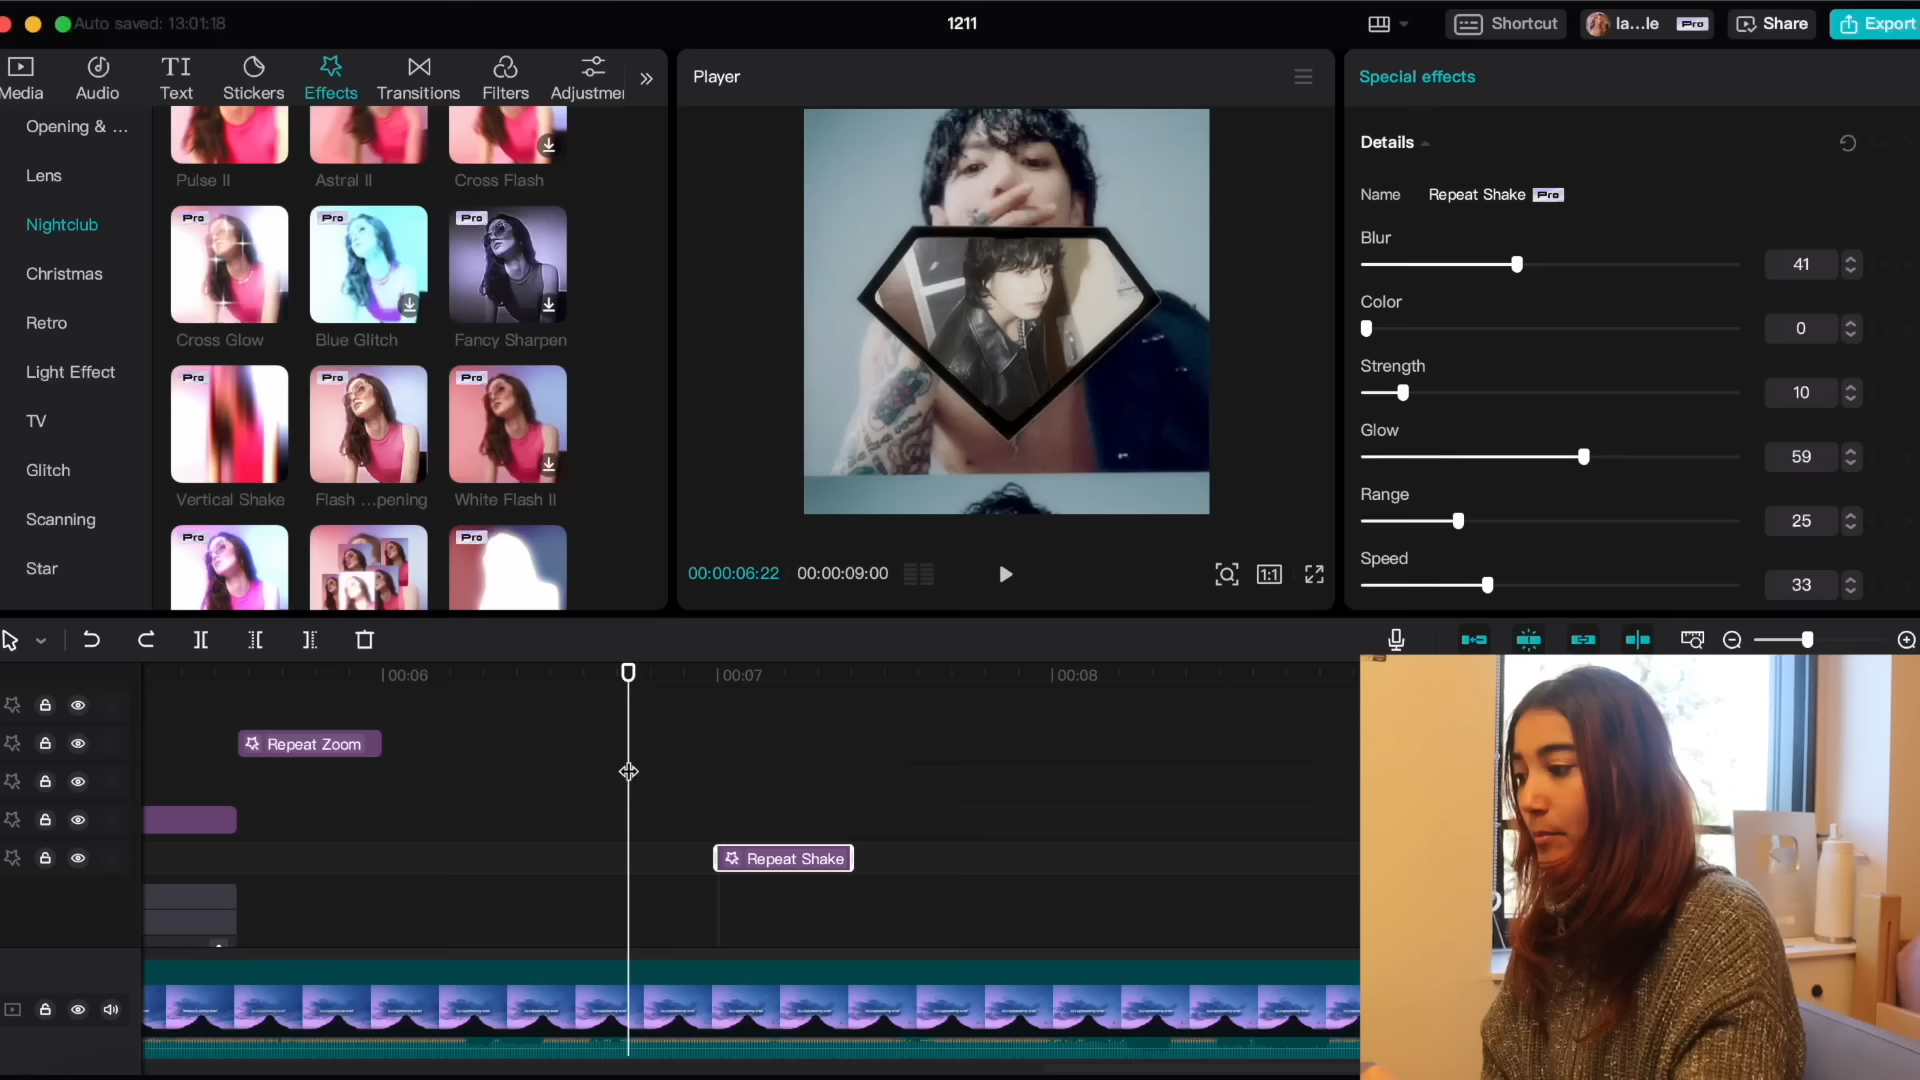 Auto saved: 13:01:18
1211
Shortcut
la...le
Pro
Share
Export
Media
Audio
Text
Stickers
Effects
Transitions
Filters
Adjustmer
Player
Special effects
Opening & ...
Lens
Nightclub
Christmas
Retro
Light Effect
TV
Glitch
Scanning
Star
Pulse II
Astral II
Cross Flash
Pro
Pro
Pro
Cross Glow
Blue Glitch
Fancy Sharpen
Pro
Pro
Pro
Vertical Shake
Flash ...pening
White Flash II
Pro
Pro
00:00:06:22
00:00:09:00
1:1
Details
Name
Repeat Shake
Pro
Blur
41
Color
0
Strength
10
Glow
59
Range
25
Speed
33
00:06
00:07
00:08
Repeat Zoom
Repeat Shake